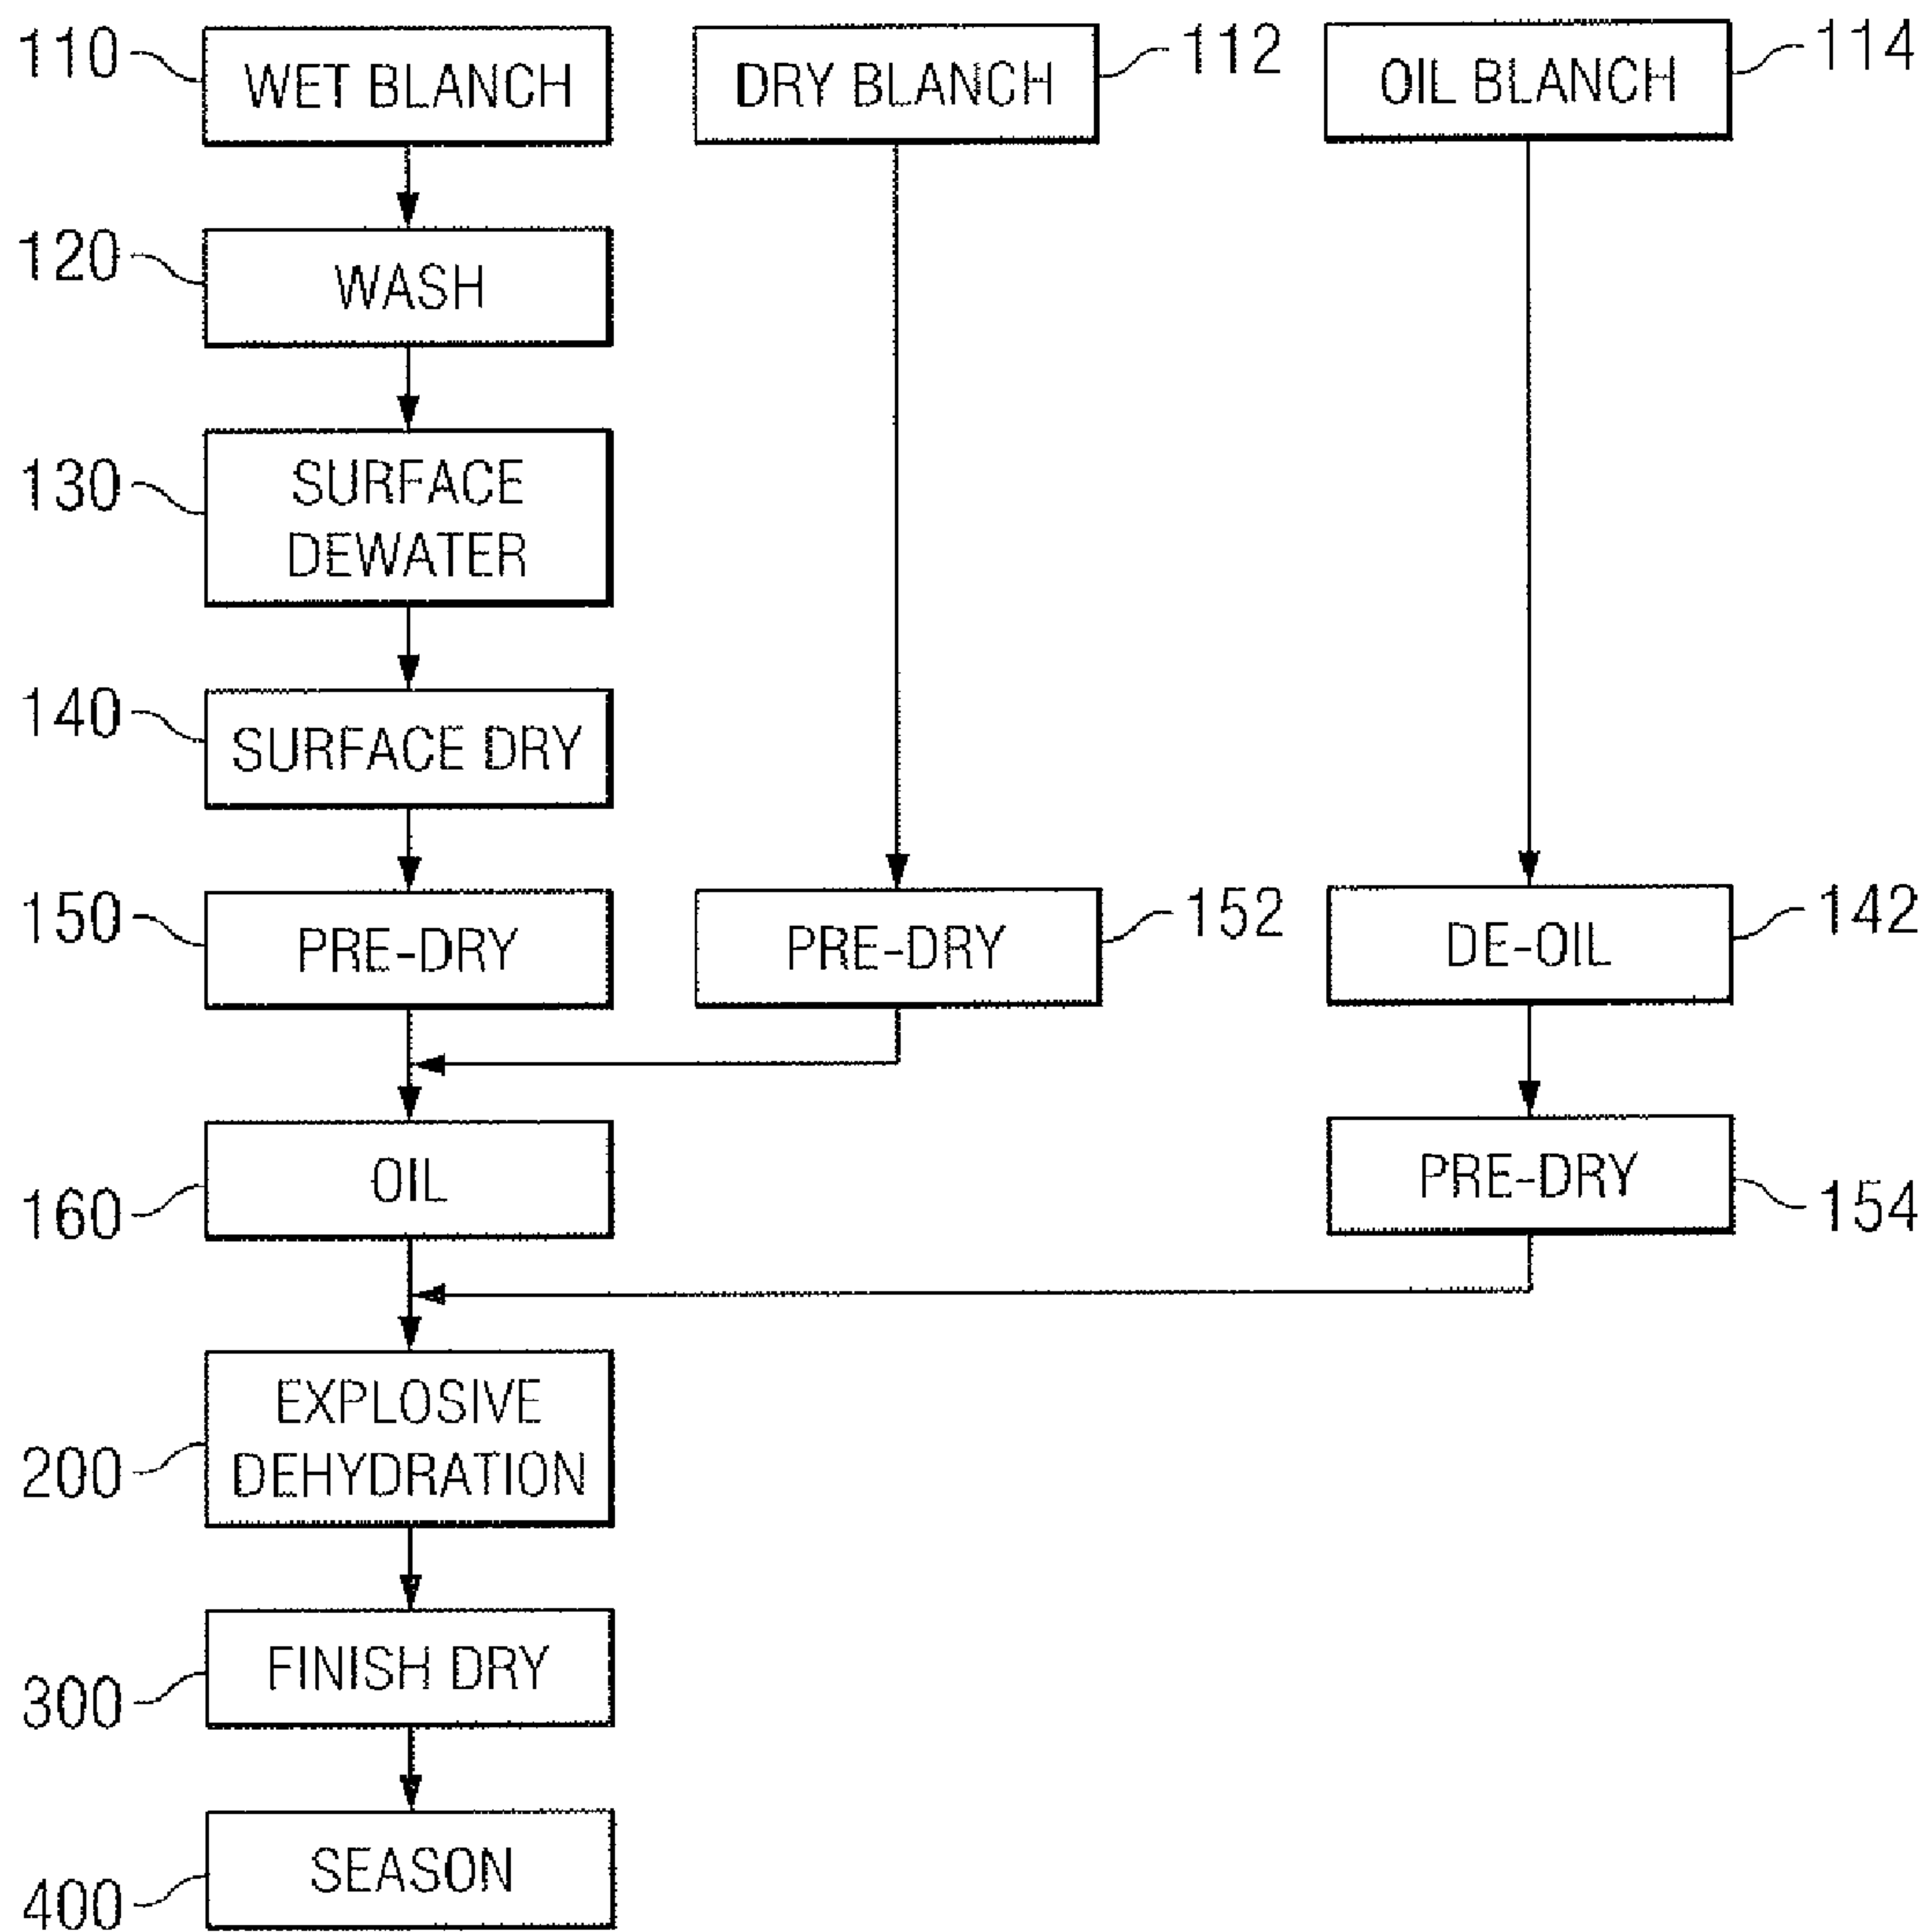 110
WET BLANCH
DRY BLANCH
112
OIL BLANCH
114
120
WASH
130
SURFACE
DEWATER
140
SURFACE DRY
150
PRE-DRY
PRE-DRY
152
DE-OIL
142
160
OIL
PRE-DRY
154
200
EXPLOSIVE
DEHYDRATION
300
FINISH DRY
400
SEASON